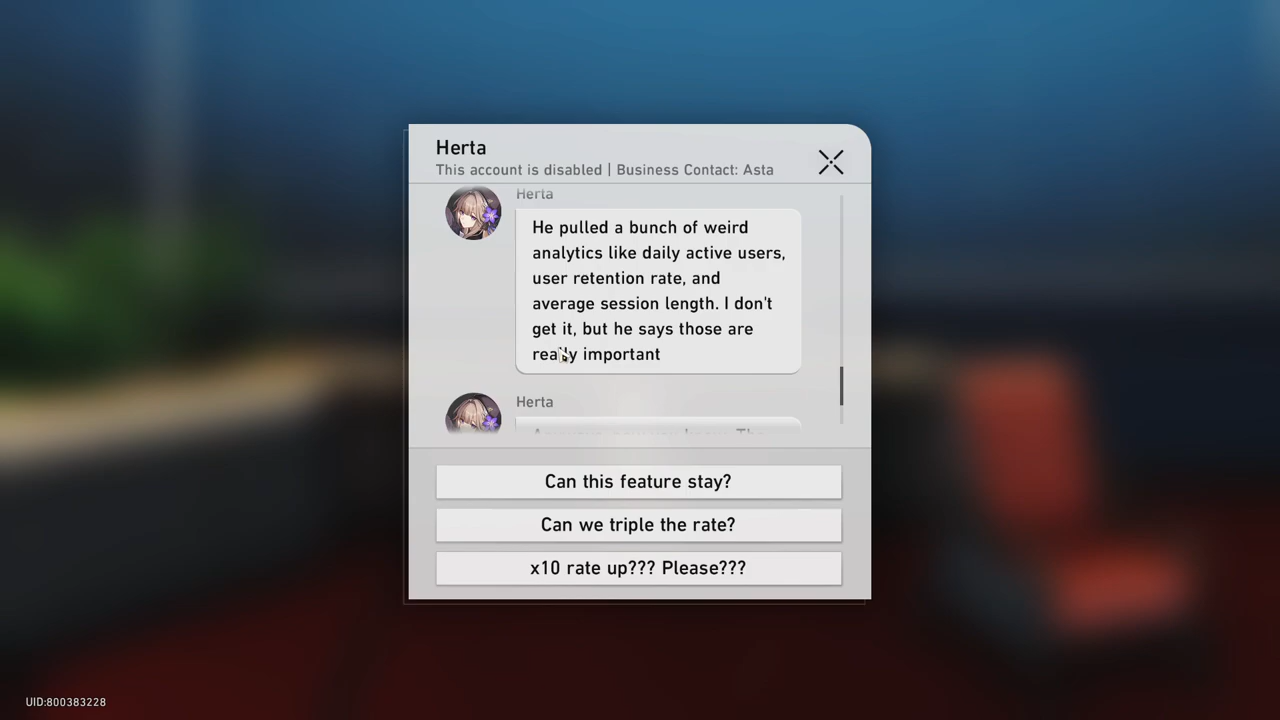 Herta
This account is disabled | Business Contact: Asta
Herta
He pulled a bunch of weird
analytics like daily active users,
user retention rate, and
average session length. I don't
get it, but he says those are
really important
Herta
Can this feature stay?
Can we triple the rate?
x10 rate up??? Please???
UID:800383228